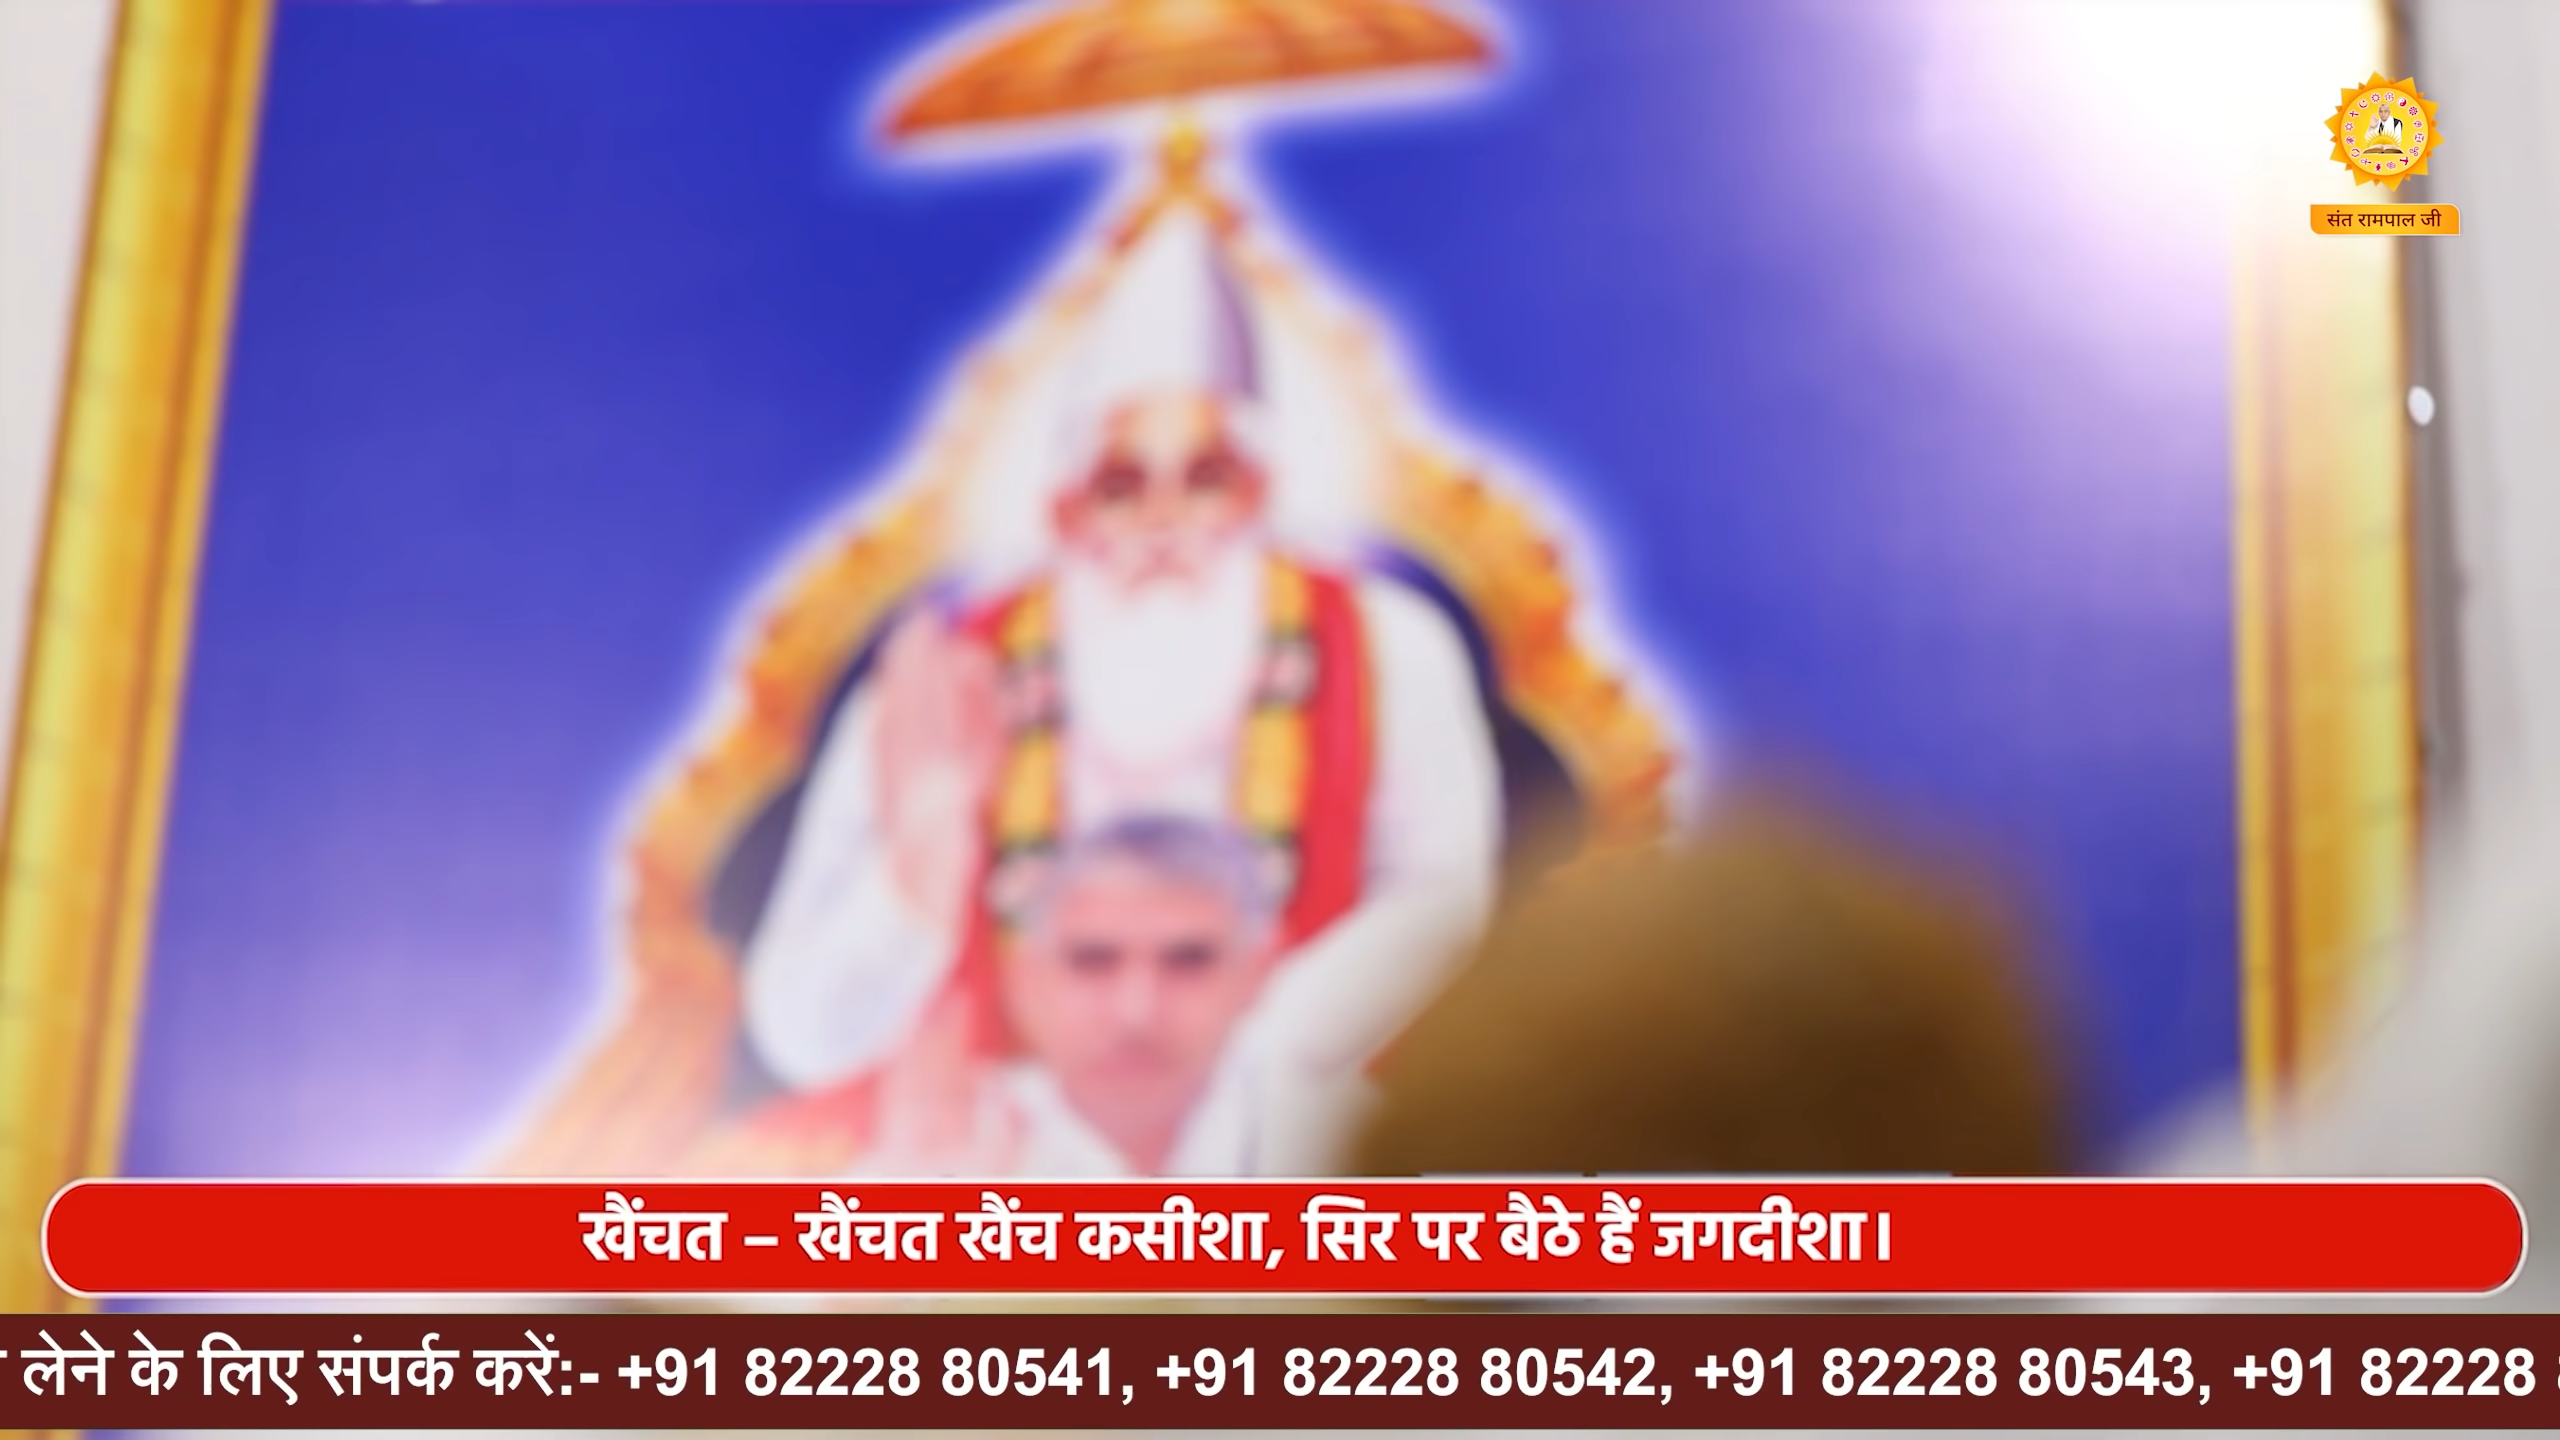 संत रामपाल जी
खैंचत – खैंचत खैंच कसीशा, सिर पर बैठे हैं जगदीशा।
लेने के लिए संपर्क करें:- +91 82228 80541, +91 82228 80542, +91 82228 80543, +91 82228